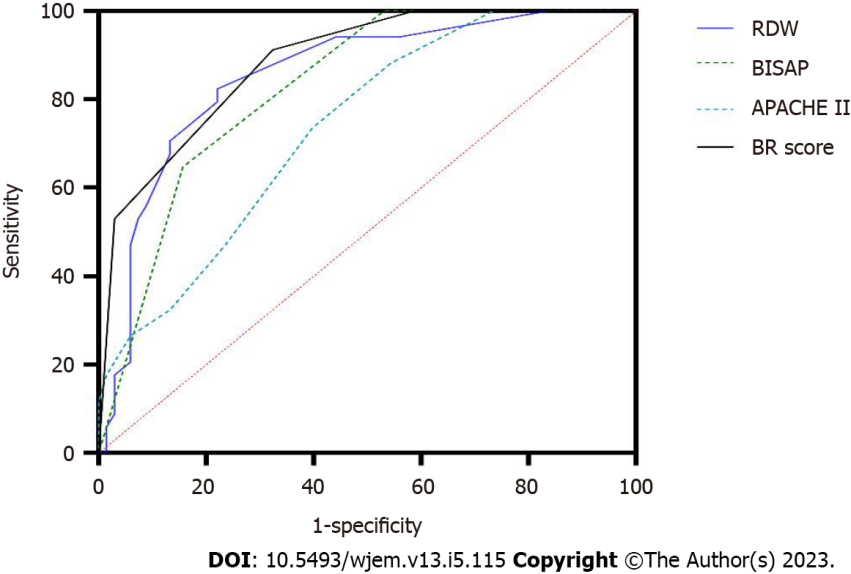 100
80
60
40
20
0
Sensitivity
0 20 40 60 80 100
1-specificity
RDW
BISAP
APACHE II
BR score
DOI: 10.5493/wjem.v13.i5.115 Copyright ©The Author(s) 2023.